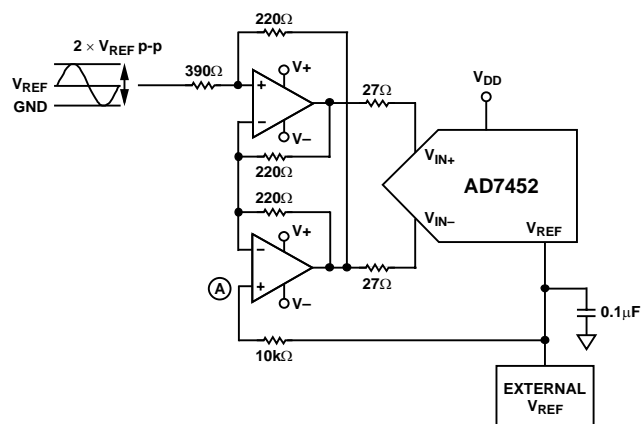 2 × VREF p-p
VREF
GND
390Ω
220Ω
V+
+
−
V−
220Ω
220Ω
V+
−
+
V−
A
10kΩ
27Ω
27Ω
VDD
VIN+
AD7452
VIN−
VREF
0.1μF
EXTERNAL
VREF